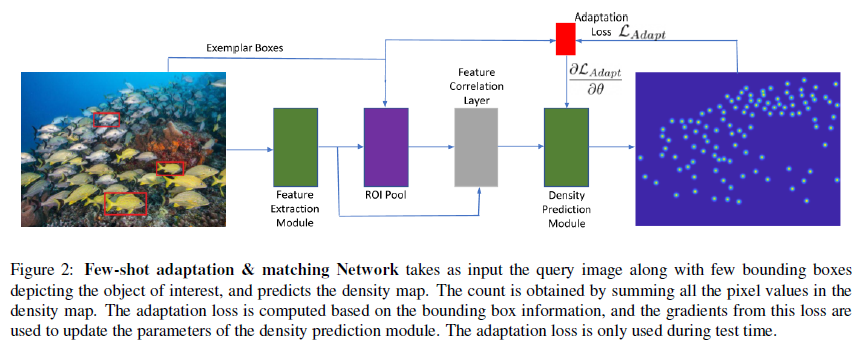 Adaptation
Loss ℒ_Adapt
Exemplar Boxes
∂ℒ_Adapt
∂θ
Feature
Correlation
Layer
Feature
Extraction
Module
ROI Pool
Density
Prediction
Module
Figure 2: Few-shot adaptation & matching Network takes as input the query image along with few bounding boxes
depicting the object of interest, and predicts the density map. The count is obtained by summing all the pixel values in the
density map. The adaptation loss is computed based on the bounding box information, and the gradients from this loss are
used to update the parameters of the density prediction module. The adaptation loss is only used during test time.